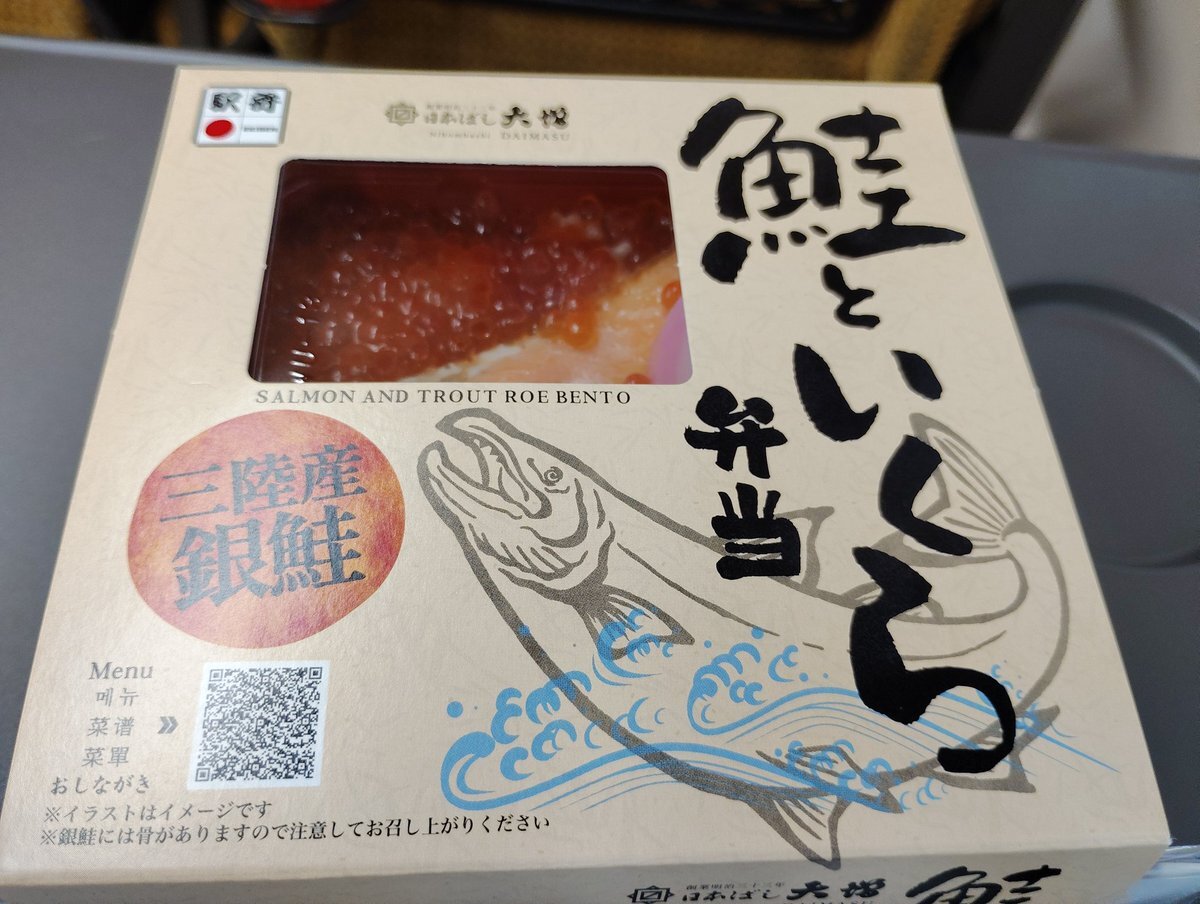 駅弁
日本ばし 大増
Nihonbashi DAIMASU
鮭といくら
弁当
SALMON AND TROUT ROE BENTO
三陸産
銀鮭
Menu
메뉴
菜谱 »
菜單
おしながき
※イラストはイメージです
※銀鮭には骨がありますので注意してお召し上がりください
日本ばし 大増
鮭